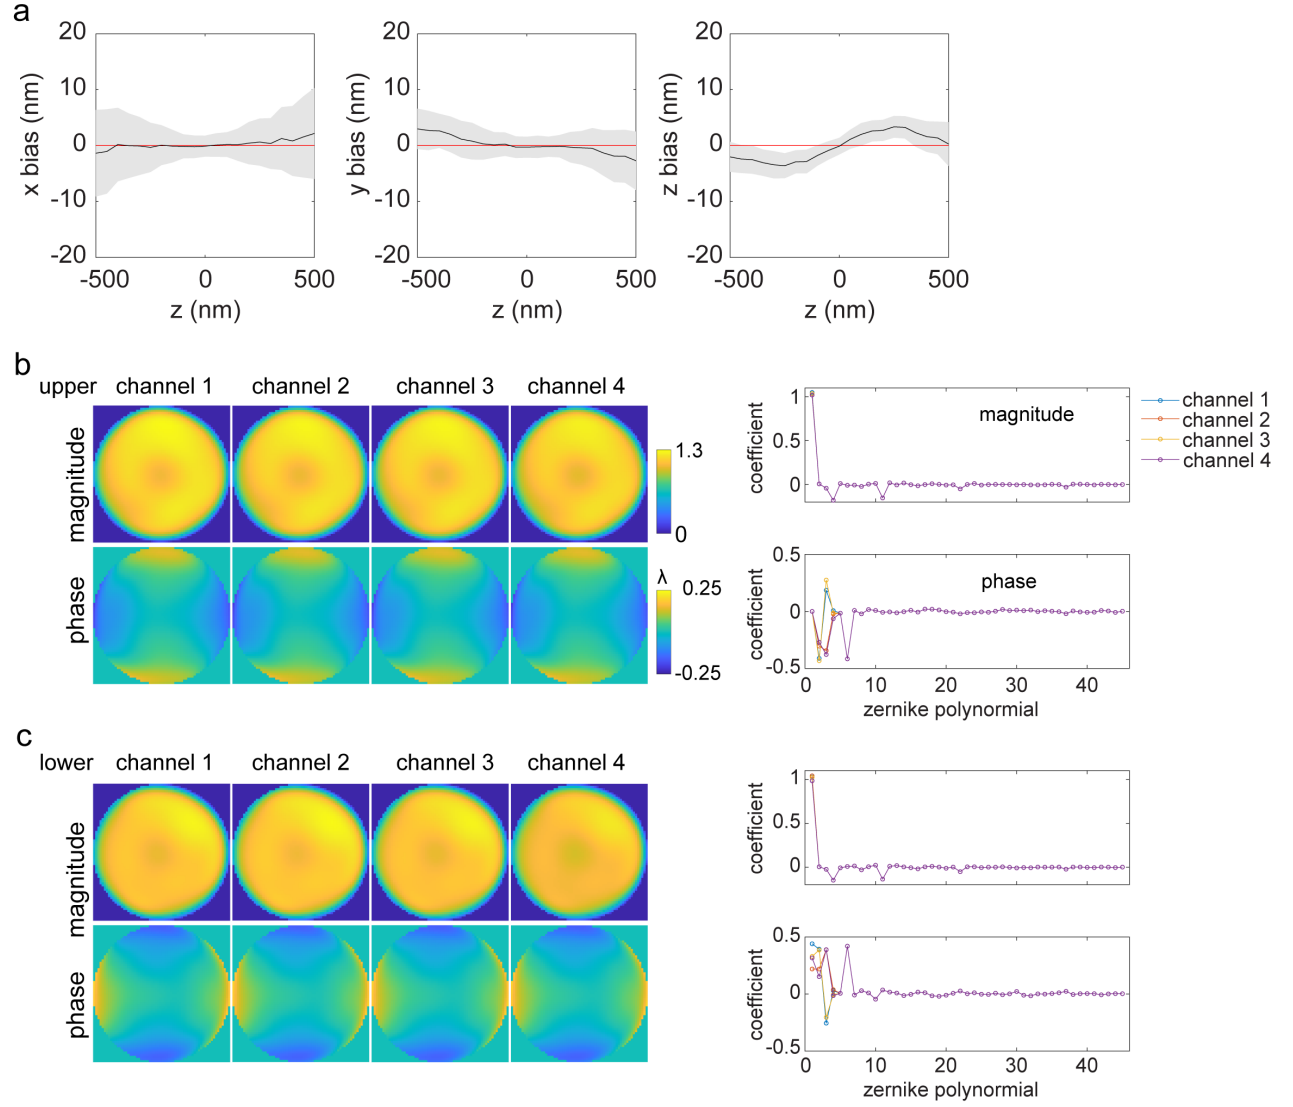 a
20
10
0
-10
-20
x bias (nm)
-500 0 500
z (nm)
20
10
0
-10
-20
y bias (nm)
-500 0 500
z (nm)
20
10
0
-10
-20
z bias (nm)
-500 0 500
z (nm)
b
upper channel 1 channel 2 channel 3 channel 4
magnitude
1.3
0
phase
λ 0.25
-0.25
1
0.5
0
coefficient
magnitude
channel 1
channel 2
channel 3
channel 4
0.5
0
-0.5
coefficient
phase
0 10 20 30 40
zernike polynormial
c
lower channel 1 channel 2 channel 3 channel 4
magnitude
phase
1
0.5
0
coefficient
0.5
0
-0.5
coefficient
0 10 20 30 40
zernike polynormial